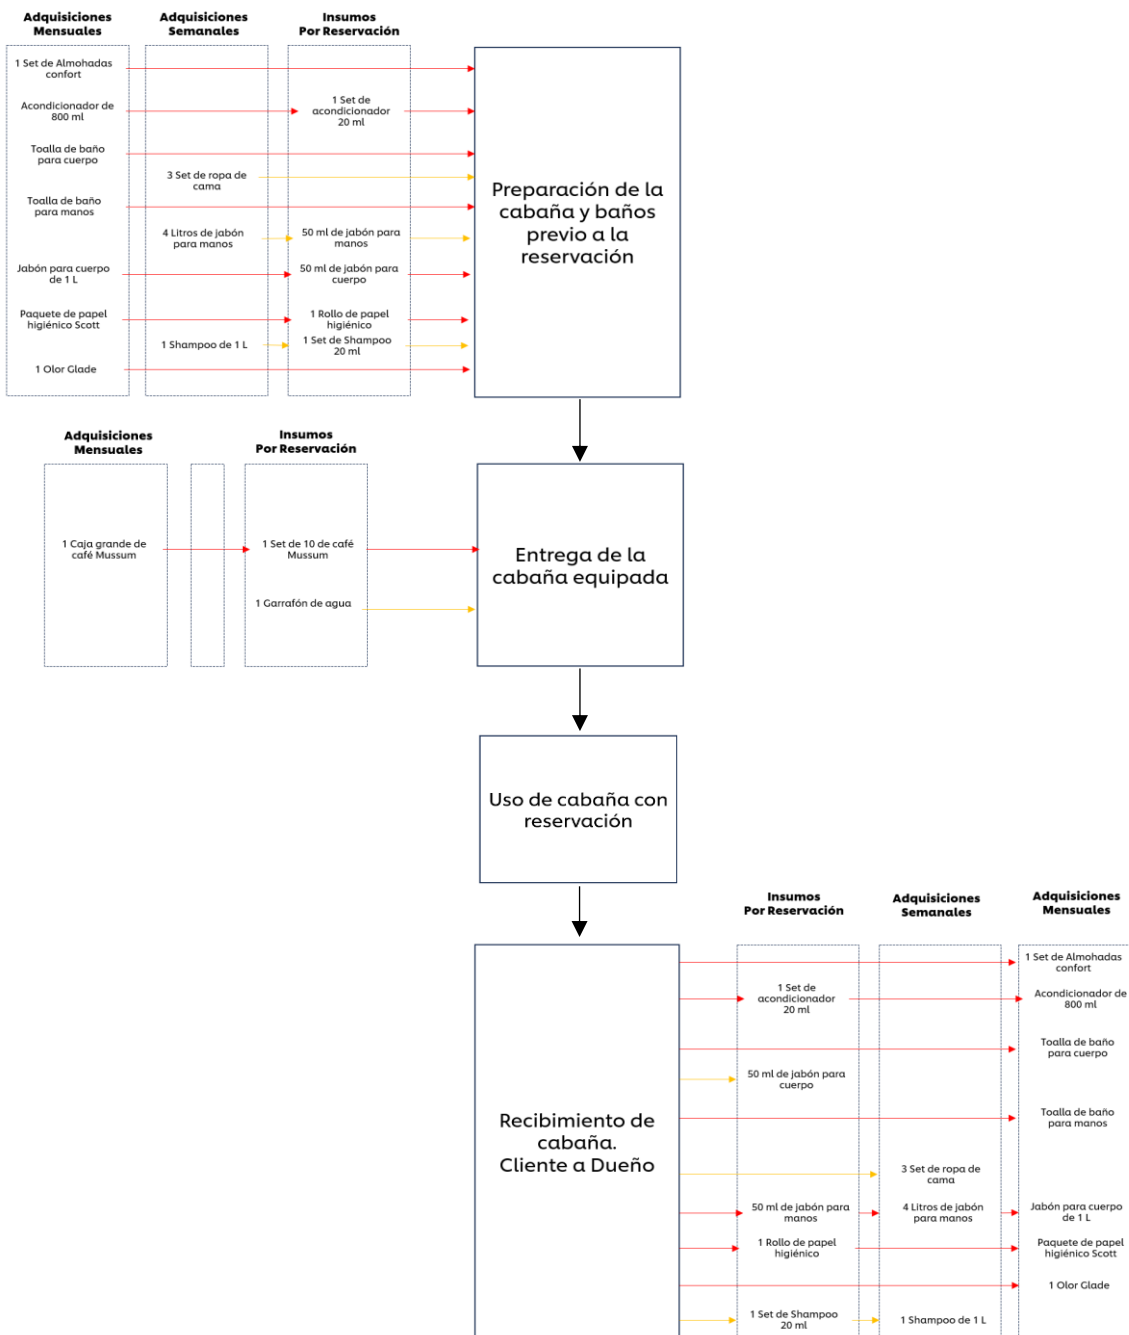 Adquisiciones
Mensuales
Adquisiciones
Semanales
Insumos
Por Reservación
1 Set de Almohadas
confort
Acondicionador de
800 ml
1 Set de
acondicionador
20 ml
Toalla de baño
para cuerpo
3 Set de ropa de
cama
Toalla de baño
para manos
4 Litros de jabón
para manos
50 ml de jabón para
manos
Jabón para cuerpo
de 1 L
50 ml de jabón para
cuerpo
Paquete de papel
higiénico Scott
1 Rollo de papel
higiénico
1 Shampoo de 1 L
1 Set de Shampoo
20 ml
1 Olor Glade
Preparación de la
cabaña y baños
previo a la
reservación
Adquisiciones
Mensuales
Insumos
Por Reservación
1 Caja grande de
café Mussum
1 Set de 10 de café
Mussum
1 Garrafón de agua
Entrega de la
cabaña equipada
Uso de cabaña con
reservación
Insumos
Por Reservación
Adquisiciones
Semanales
Adquisiciones
Mensuales
Recibimiento de
cabaña.
Cliente a Dueño
1 Set de Almohadas
confort
1 Set de
acondicionador
20 ml
Acondicionador de
800 ml
Toalla de baño
para cuerpo
50 ml de jabón para
cuerpo
Toalla de baño
para manos
3 Set de ropa de
cama
50 ml de jabón para
manos
4 Litros de jabón
para manos
Jabón para cuerpo
de 1 L
1 Rollo de papel
higiénico
Paquete de papel
higiénico Scott
1 Olor Glade
1 Set de Shampoo
20 ml
1 Shampoo de 1 L